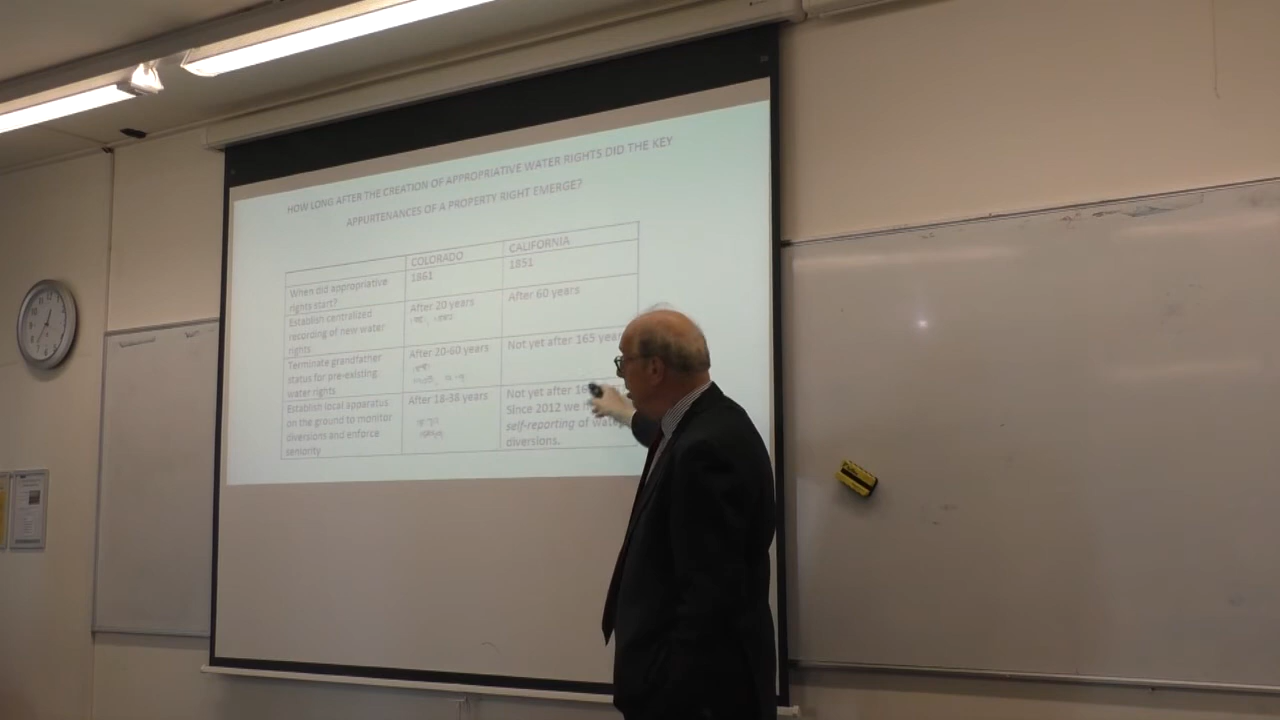 HOW LONG AFTER THE CREATION OF APPROPRIATIVE WATER RIGHTS DID THE KEY
APPURTENANCES OF A PROPERTY RIGHT EMERGE?
COLORADO
CALIFORNIA
When did appropriative
rights start?
1861
1851
Establish centralized
recording of new water
rights
After 20 years
After 60 years
Terminate grandfather
status for pre-existing
water rights
After 20-60 years
Not yet after 165 year
Establish local apparatus
on the ground to monitor
diversions and enforce
seniority
After 18-38 years
Not yet after 16
Since 2012 we
self-reporting of wate
diversions.